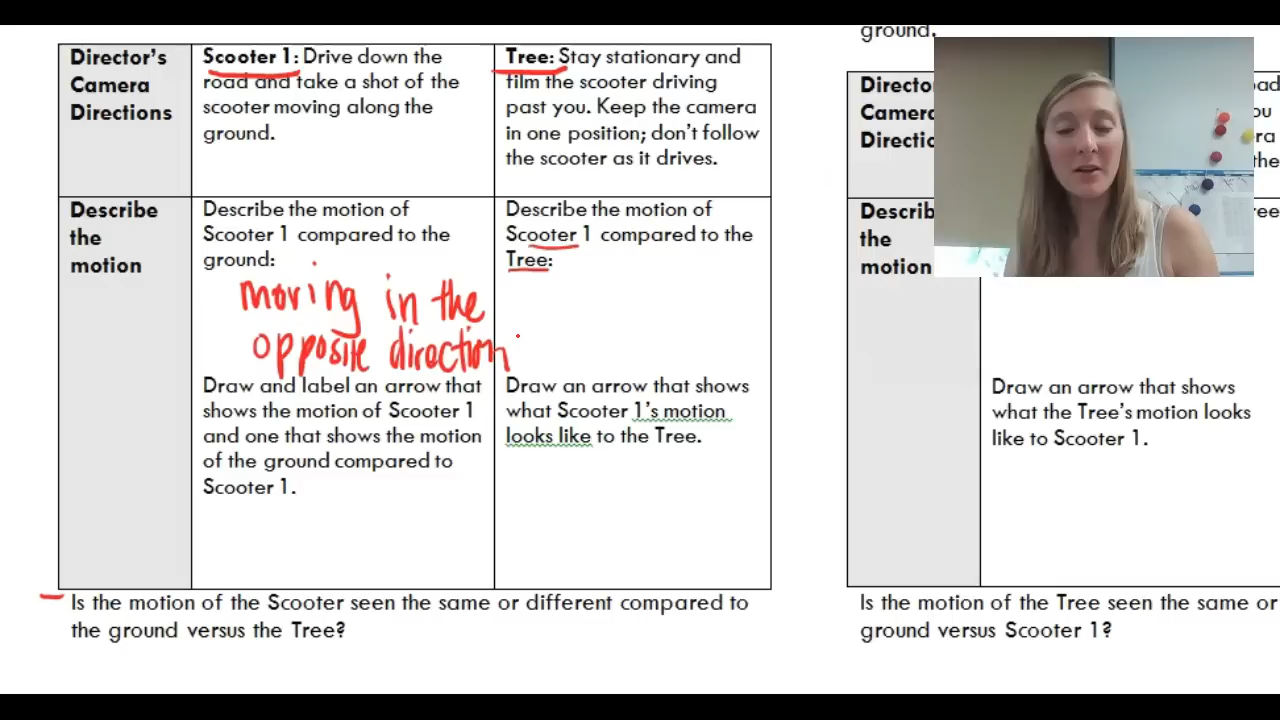 Director's
Camera
Directions
Scooter 1: Drive down the
road and take a shot of the
scooter moving along the
ground.
Tree: Stay stationary and
film the scooter driving
past you. Keep the camera
in one position; don't follow
the scooter as it drives.
Describe
the
motion
Describe the motion of
Scooter 1 compared to the
ground:
moving in the
opposite direction
Draw and label an arrow that
shows the motion of Scooter 1
and one that shows the motion
of the ground compared to
Scooter 1.
Describe the motion of
Scooter 1 compared to the
Tree:
Draw an arrow that shows
what Scooter 1's motion
looks like to the Tree.
Is the motion of the Scooter seen the same or different compared to
the ground versus the Tree?
ground.
the
motion
Draw an arrow that shows
what the Tree's motion looks
like to Scooter 1.
Is the motion of the Tree seen the same or
ground versus Scooter 1?